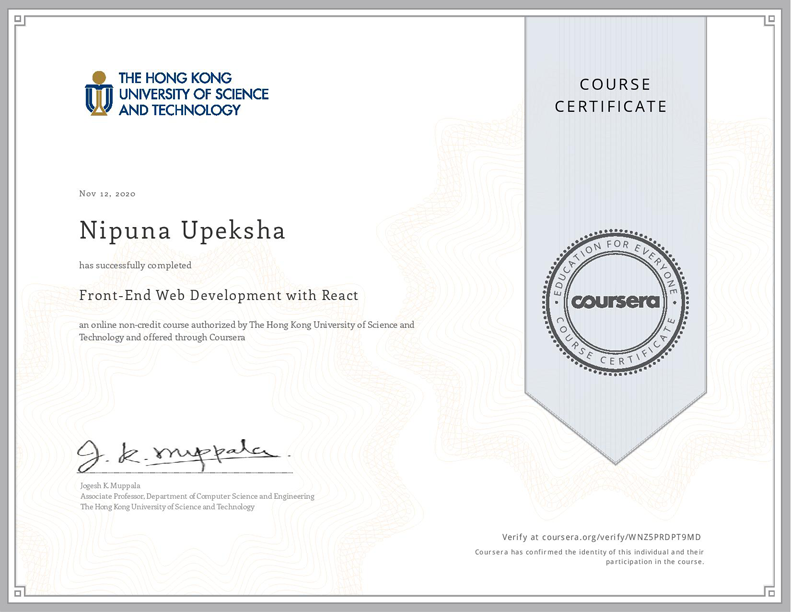 THE HONG KONG
UNIVERSITY OF SCIENCE
AND TECHNOLOGY
COURSE
CERTIFICATE
Nov 12, 2020
Nipuna Upeksha
has successfully completed
Front-End Web Development with React
an online non-credit course authorized by The Hong Kong University of Science and
Technology and offered through Coursera
EDUCATION FOR EVERYONE
coursera
COURSE CERTIFICATE
J. K. Muppala
Jogesh K. Muppala
Associate Professor, Department of Computer Science and Engineering
The Hong Kong University of Science and Technology
Verify at coursera.org/verify/WNZ5PRDPT9MD
Coursera has confirmed the identity of this individual and their
participation in the course.